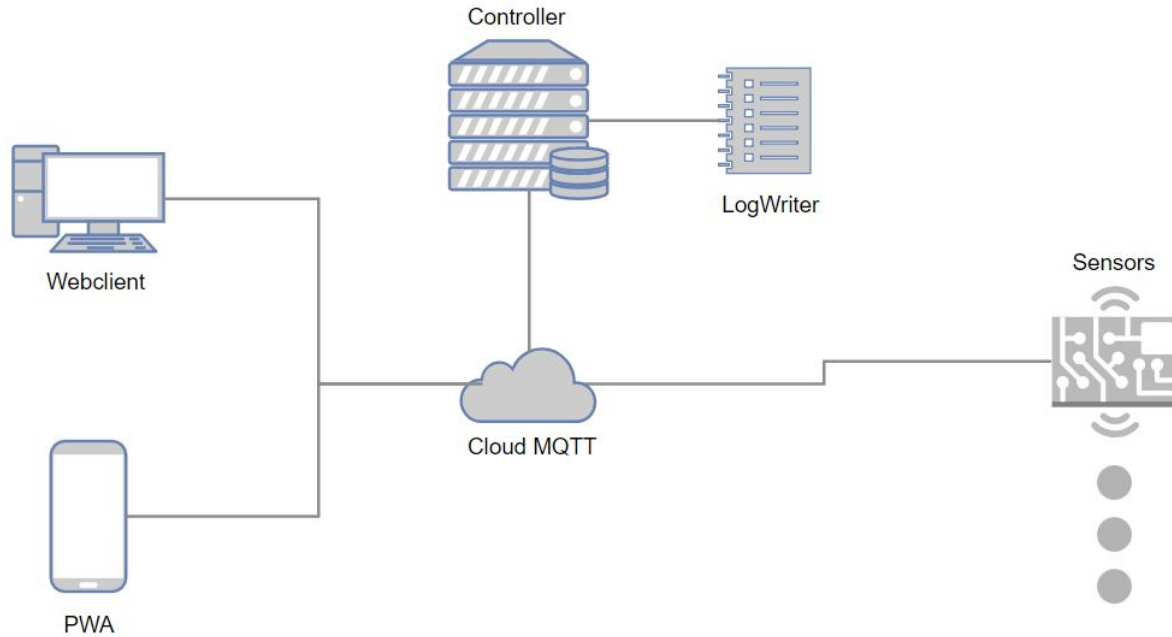 Controller
LogWriter
Webclient
Sensors
Cloud MQTT
PWA